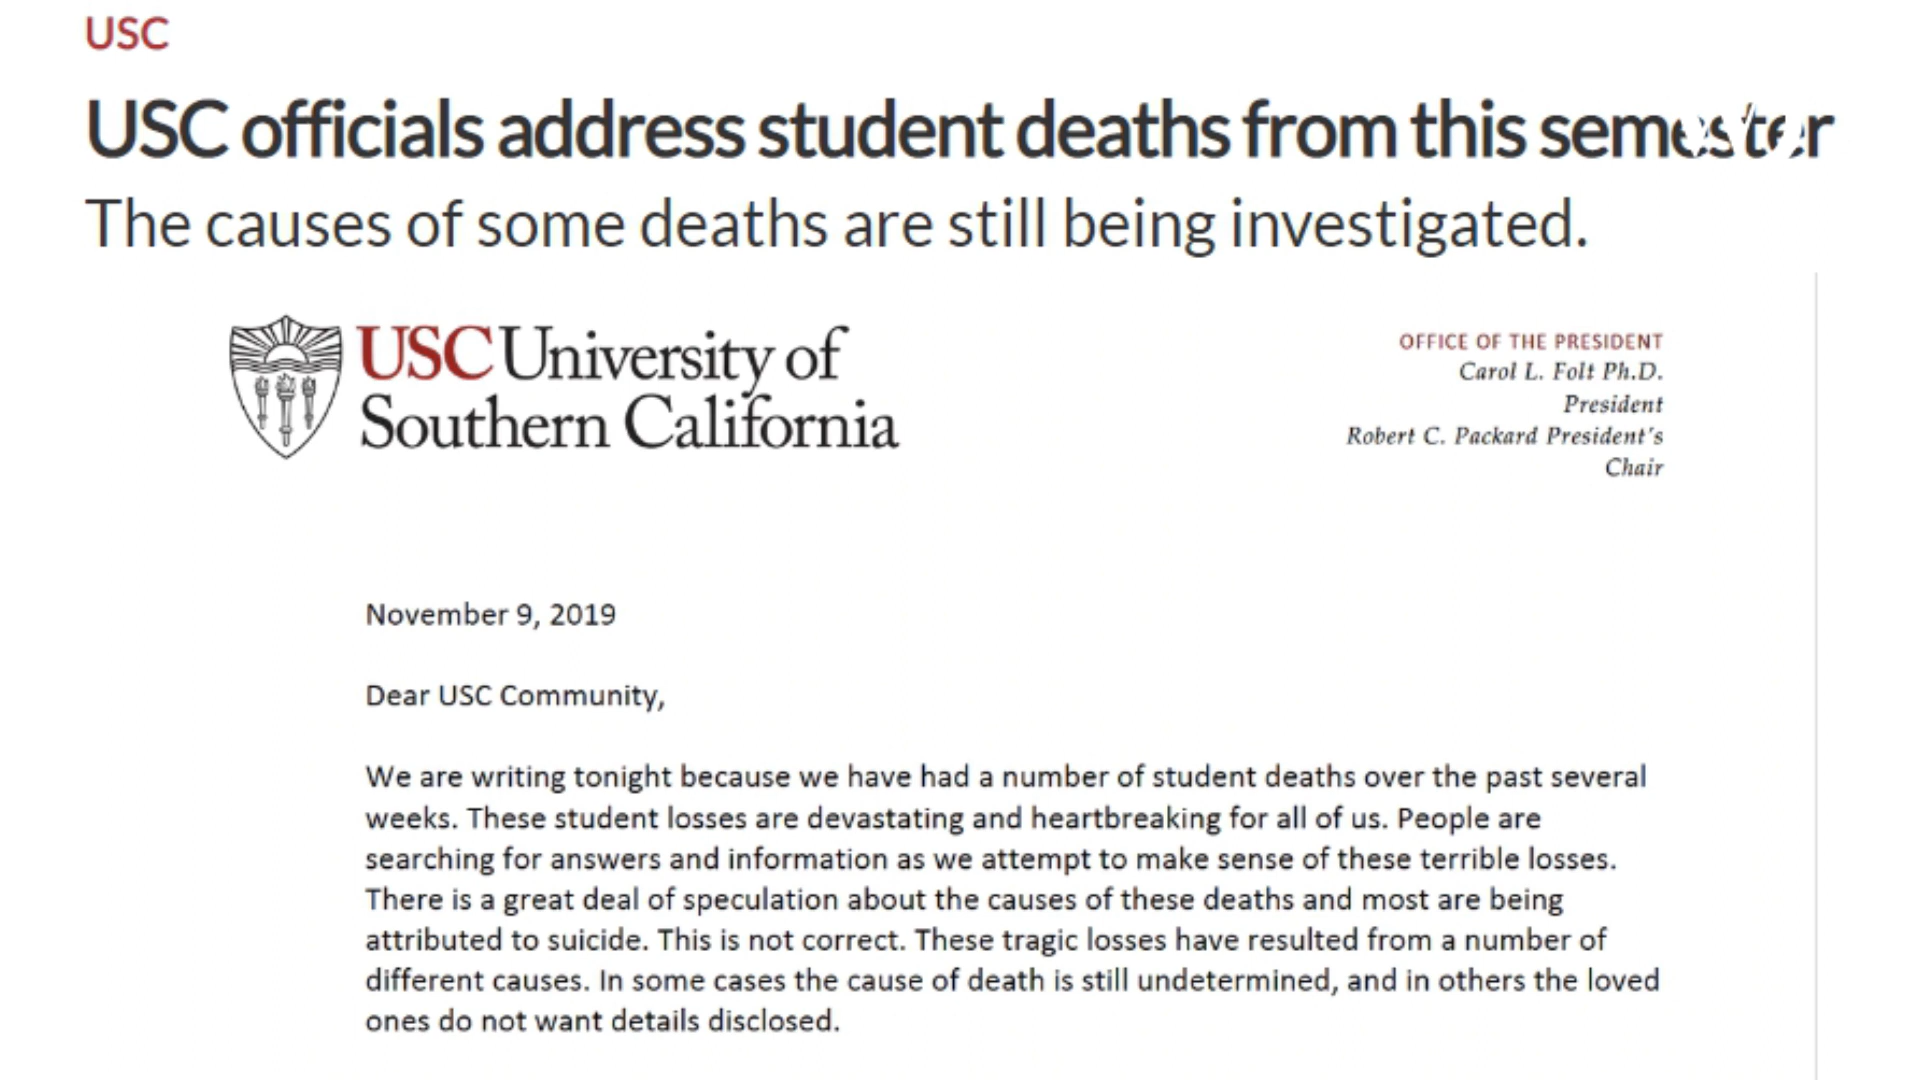 USC
USC officials address student deaths from this semester
The causes of some deaths are still being investigated.
USC University of
Southern California
OFFICE OF THE PRESIDENT
Carol L. Folt Ph.D.
President
Robert C. Packard President's
Chair
November 9, 2019
Dear USC Community,
We are writing tonight because we have had a number of student deaths over the past several
weeks. These student losses are devastating and heartbreaking for all of us. People are
searching for answers and information as we attempt to make sense of these terrible losses.
There is a great deal of speculation about the causes of these deaths and most are being
attributed to suicide. This is not correct. These tragic losses have resulted from a number of
different causes. In some cases the cause of death is still undetermined, and in others the loved
ones do not want details disclosed.